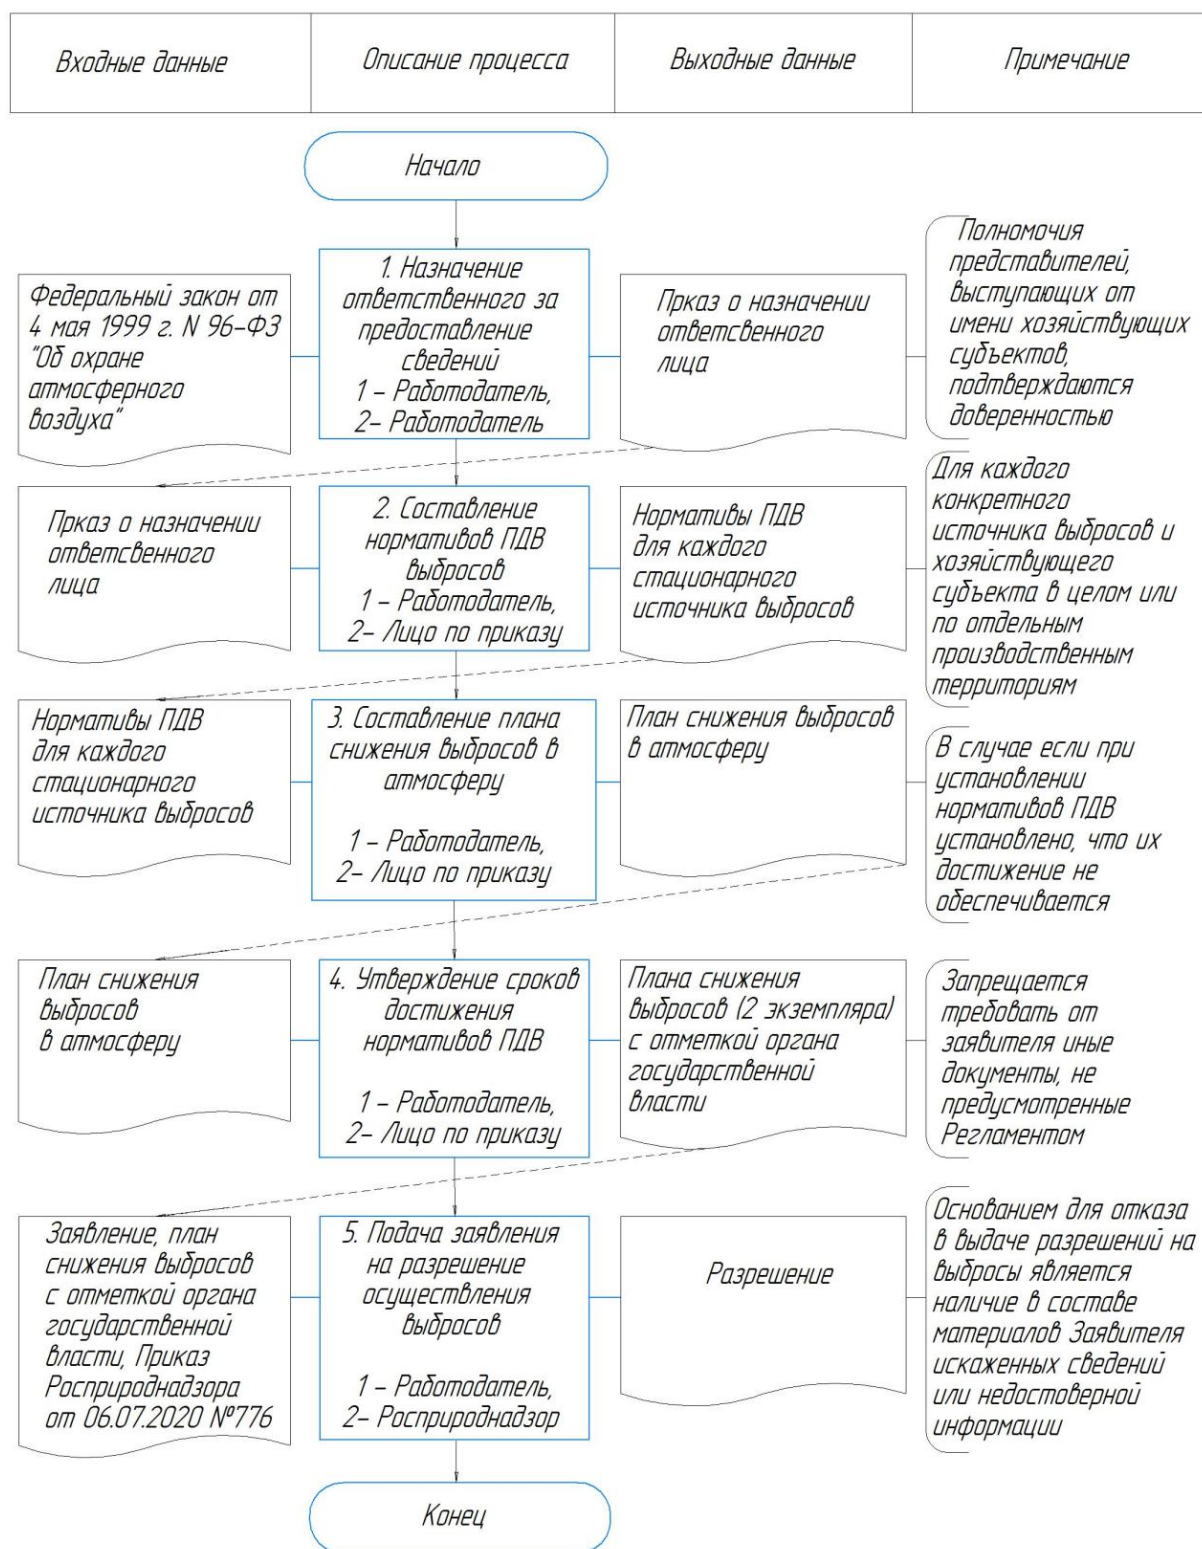 Входные данные
Описание процесса
Выходные данные
Примечание
Начало
Федеральный закон от
4 мая 1999 г. N 96-ФЗ
"Об охране
атмосферного
воздуха"
1. Назначение
ответственного за
предоставление
сведений
1 - Работодатель,
2- Работодатель
Прказ о назначении
ответсвенного
лица
Полномочия
представителей,
выступающих от
имени хозяйствующих
субъектов,
подтверждаются
доверенностью
Прказ о назначении
ответсвенного
лица
2. Составление
нормативов ПДВ
выбросов
1 - Работодатель,
2- Лицо по приказу
Нормативы ПДВ
для каждого
стационарного
источника выбросов
Для каждого
конкретного
источника выбросов и
хозяйствующего
субъекта в целом или
по отдельным
производственным
территориям
Нормативы ПДВ
для каждого
стационарного
источника выбросов
3. Составление плана
снижения выбросов в
атмосферу
1 - Работодатель,
2- Лицо по приказу
План снижения выбросов
в атмосферу
В случае если при
установлении
нормативов ПДВ
установлено, что их
достижение не
обеспечивается
План снижения
выбросов
в атмосферу
4. Утверждение сроков
достижения
нормативов ПДВ
1 - Работодатель,
2- Лицо по приказу
Плана снижения
выбросов (2 экземпляра)
с отметкой органа
государственной
власти
Запрещается
требовать от
заявителя иные
документы, не
предусмотренные
Регламентом
Заявление, план
снижения выбросов
с отметкой органа
государственной
власти, Приказ
Росприроднадзора
от 06.07.2020 №776
5. Подача заявления
на разрешение
осуществления
выбросов
1 - Работодатель,
2- Росприроднадзор
Разрешение
Основанием для отказа
в выдаче разрешений на
выбросы является
наличие в составе
материалов Заявителя
искаженных сведений
или недостоверной
информации
Конец